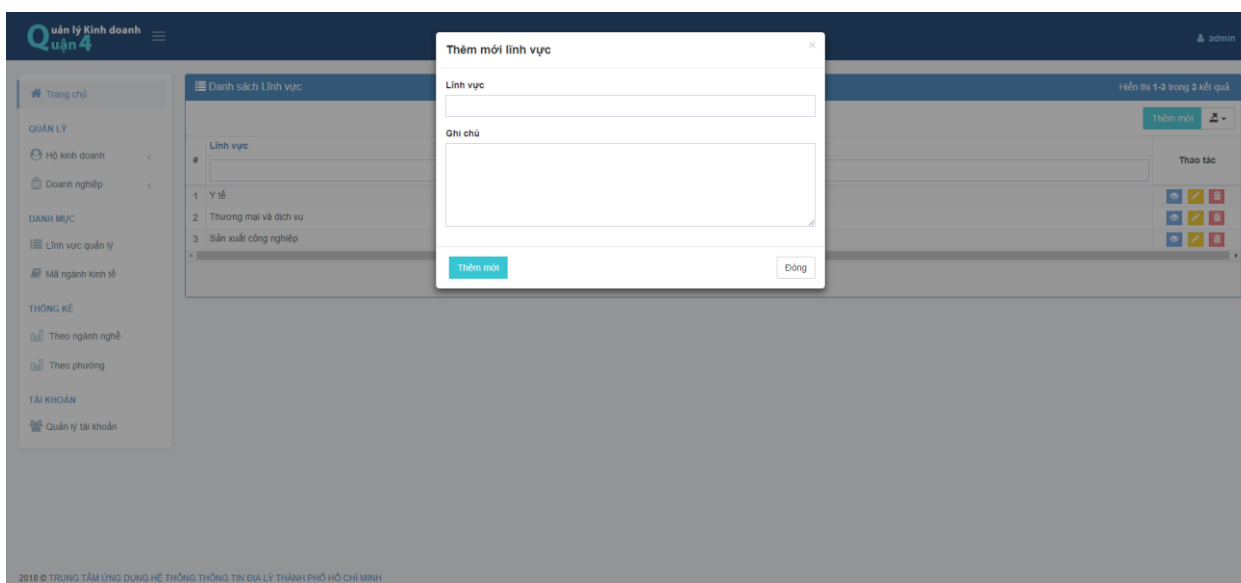 Quản lý Kinh doanh
Quận 4
admin
Thêm mới lĩnh vực
×
Lĩnh vực
Ghi chú
Thêm mới
Đóng
Trang chủ
QUẢN LÝ
Hộ kinh doanh
Doanh nghiệp
DANH MỤC
Lĩnh vực quản lý
Mã ngành kinh tế
THỐNG KÊ
Theo ngành nghề
Theo phường
TÀI KHOẢN
Quản lý tài khoản
Danh sách Lĩnh vực
Hiển thị 1-3 trong 3 kết quả.
Thêm mới
# Lĩnh vực Thao tác
1 Y tế
2 Thương mại và dịch vụ
3 Sản xuất công nghiệp
2018 © TRUNG TÂM ỨNG DỤNG HỆ THỐNG THÔNG TIN ĐỊA LÝ THÀNH PHỐ HỒ CHÍ MINH